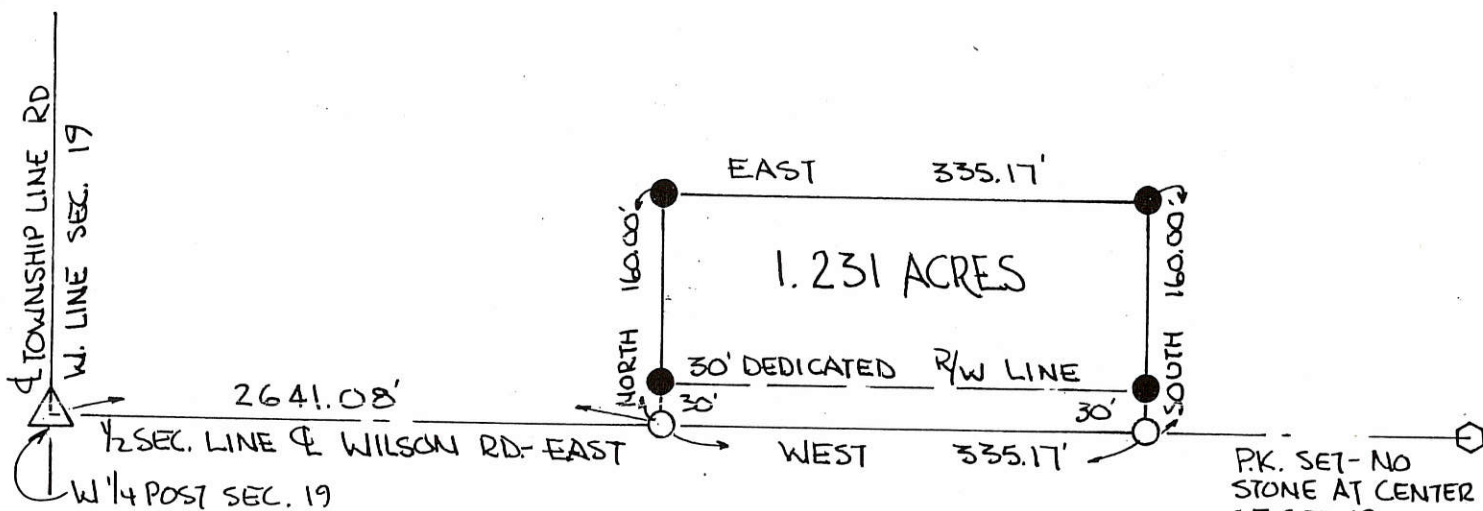 ℄ TOWNSHIP LINE RD
W. LINE SEC. 19
EAST 335.17'
NORTH 160.00'
1.231 ACRES
SOUTH 160.00'
30' DEDICATED R/W LINE
30'
30'
2641.08'
1/2 SEC. LINE ℄ WILSON RD-EAST
WEST 335.17'
W 1/4 POST SEC. 19
P.K. SET-NO
STONE AT CENTER